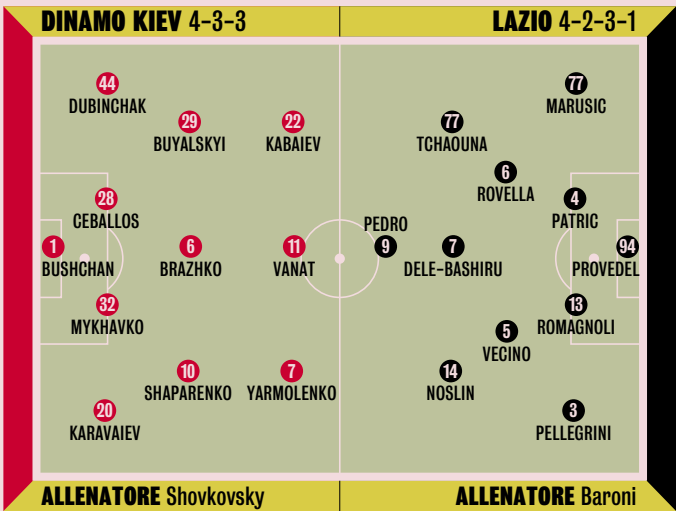 DINAMO KIEV 4-3-3
LAZIO 4-2-3-1
44
DUBINCHAK
29
BUYALSKYI
22
KABAIEV
28
CEBALLOS
1
BUSHCHAN
6
BRAZHKO
11
VANAT
32
MYKHAVKO
10
SHAPARENKO
7
YARMOLENKO
20
KARAVAIEV
77
MARUSIC
77
TCHAOUNA
6
ROVELLA
4
PATRIC
PEDRO
9
7
DELE-BASHIRU
94
PROVEDEL
13
ROMAGNOLI
5
VECINO
14
NOSLIN
3
PELLEGRINI
ALLENATORE Shovkovsky
ALLENATORE Baroni